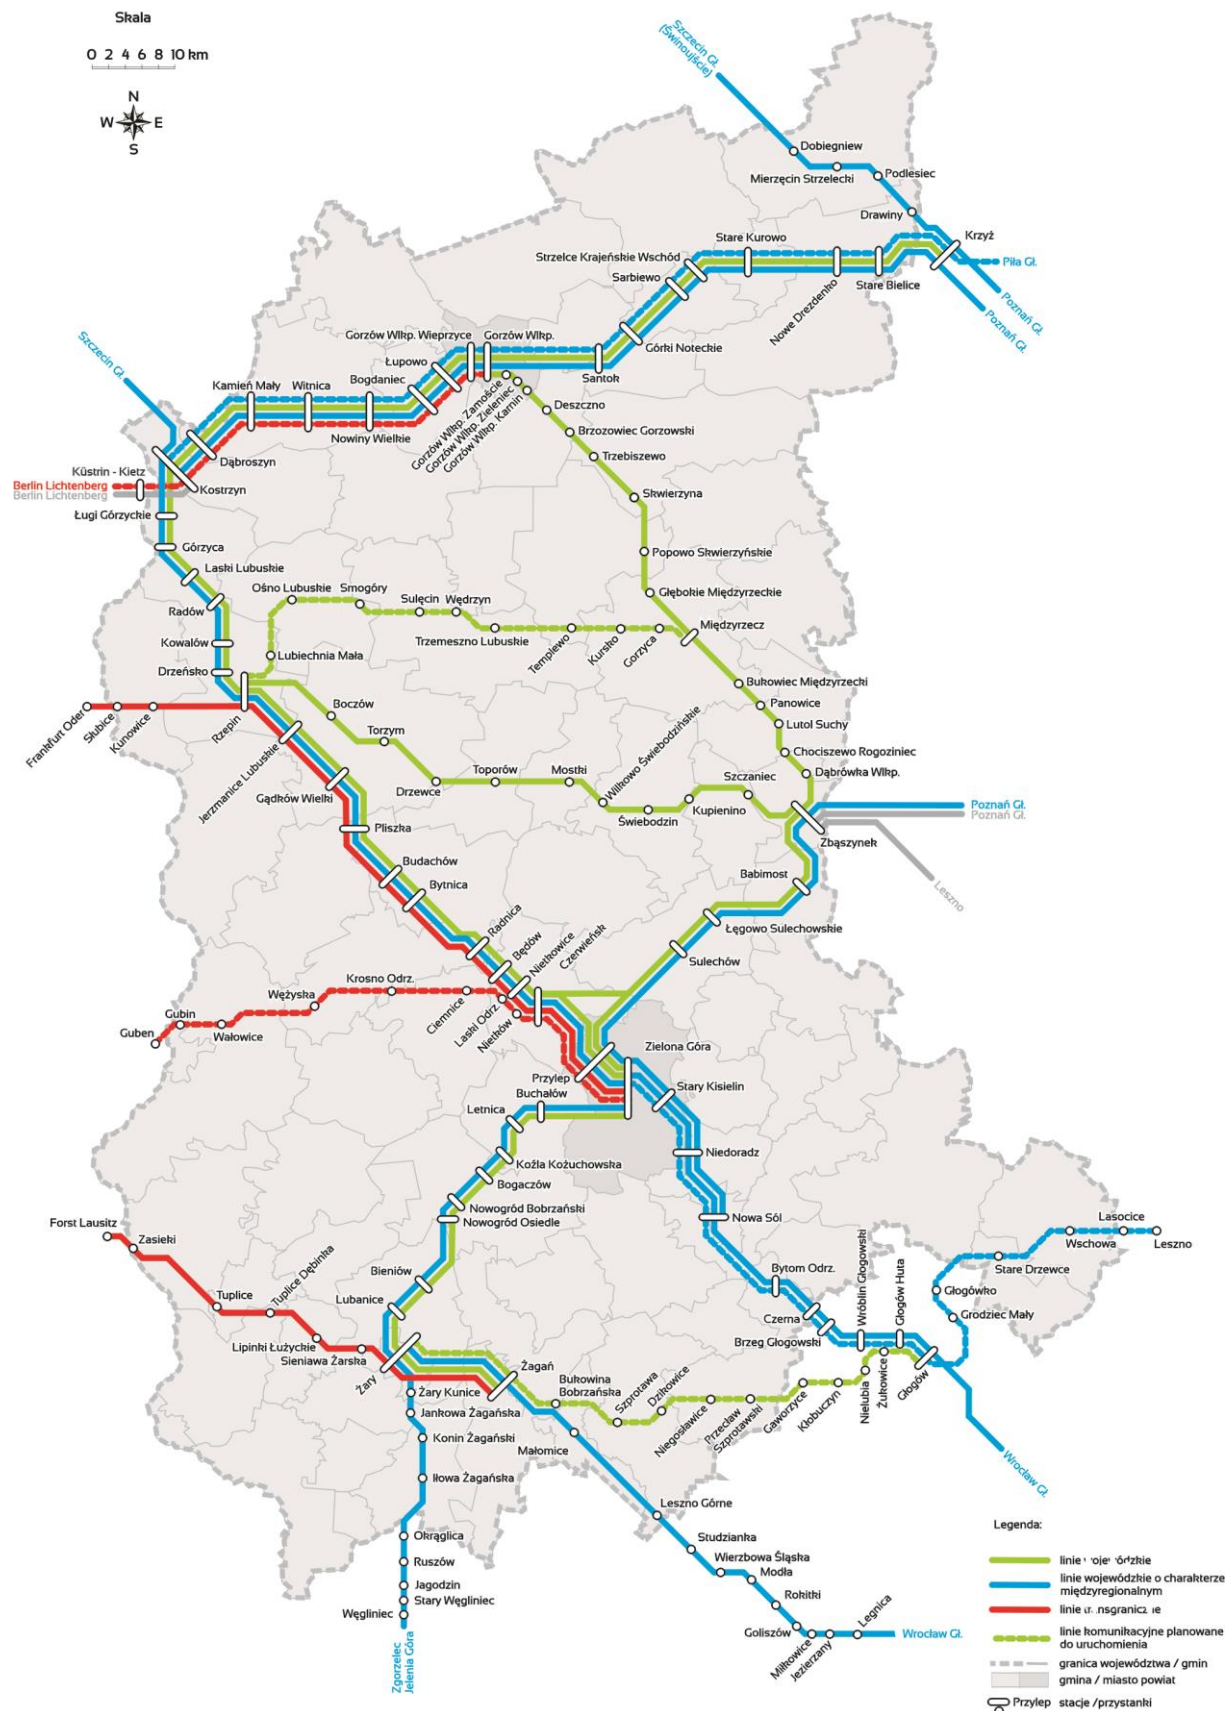 Skala
0 2 4 6 8 10 km
N
W E
S
Szczecin Gł.
(Świnoujście)
Dobiegniew
Mierzęcin Strzelecki
Podlesiec
Drawiny
Krzyż
Piła Gł.
Poznań Gł.
Poznań Gł.
Stare Kurowo
Strzelce Krajeńskie Wschód
Sarbiewo
Nowe Drezdenko
Stare Bielice
Górki Noteckie
Santok
Gorzów Wlkp. Wieprzyce
Gorzów Wlkp.
Łupowo
Bogdaniec
Witnica
Kamień Mały
Nowiny Wielkie
Szczecin Gł.
Dąbroszyn
Kostrzyn
Küstrin - Kietz
Berlin Lichtenberg
Berlin Lichtenberg
Gorzów Wlkp. Zamoście
Gorzów Wlkp. Zieleniec
Gorzów Wlkp. Karnin
Deszczno
Brzozowiec Gorzowski
Trzebiszewo
Skwierzyna
Popowo Skwierzyńskie
Głębokie Międzyrzeckie
Międzyrzecz
Ługi Górzyckie
Górzyca
Laski Lubuskie
Radów
Kowalów
Drzeńsko
Ośno Lubuskie
Smogóry
Sulęcin
Wędrzyn
Trzemeszno Lubuskie
Templewo
Kursko
Gorzyca
Lubiechnia Mała
Bukowiec Międzyrzecki
Panowice
Lutol Suchy
Chociszewo Rogoziniec
Dąbrówka Wlkp.
Frankfurt Oder
Słubice
Kunowice
Rzepin
Boczów
Torzym
Drzewce
Toporów
Mostki
Wilkowo Świebodzińskie
Świebodzin
Kupienino
Szczaniec
Zbąszynek
Poznań Gł.
Poznań Gł.
Leszno
Jerzmanice Lubuskie
Gądków Wielki
Pliszka
Budachów
Bytnica
Radnica
Będów
Nietkowice
Czerwieńsk
Babimost
Łęgowo Sulechowskie
Sulechów
Krosno Odrz.
Wężyska
Gubin
Guben
Wałowice
Ciemnice
Laski Odrz.
Nietków
Zielona Góra
Przylep
Stary Kisielin
Buchałów
Letnica
Niedoradz
Koźla Kożuchowska
Bogaczów
Nowogród Bobrzański
Nowogród Osiedle
Nowa Sól
Forst Lausitz
Zasieki
Tuplice
Tuplice Dębinka
Lipinki Łużyckie
Sieniawa Żarska
Bieniów
Lubanice
Żary
Żagań
Bytom Odrz.
Czerna
Brzeg Głogowski
Wróblin Głogowski
Głogów Huta
Głogów
Głogówko
Grodziec Mały
Stare Drzewce
Wschowa
Lasocice
Leszno
Żary Kunice
Jankowa Żagańska
Konin Żagański
Iłowa Żagańska
Okrąglica
Ruszów
Jagodzin
Stary Węgliniec
Węgliniec
Zgorzelec
Jelenia Góra
Bukowina
Bobrzańska
Szprotawa
Dzikowice
Niegosławice
Przecław
Szprotawski
Gaworzyce
Kłobuczyn
Nielubia
Żukowice
Wrocław Gł.
Małomice
Leszno Górne
Studzianka
Wierzbowa Śląska
Modła
Rokitki
Goliszów
Miłkowice
Jezierzany
Legnica
Wrocław Gł.
Legenda:
linie
linie wojewódzkie o charakterze
międzyregionalnym
linie
linie komunikacyjne planowane
do uruchomienia
granica województwa / gmin
gmina / miasto powiat
Przylep stacje /przystanki